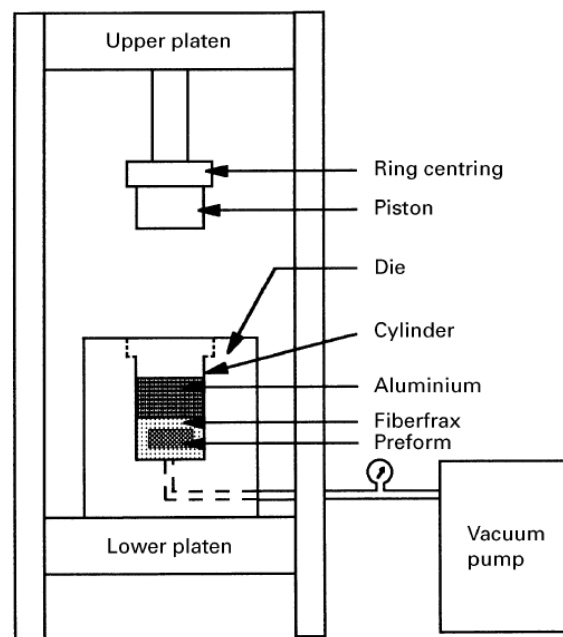 Upper platen
Ring centring
Piston
Die
Cylinder
Aluminium
Fiberfrax
Preform
Lower platen
Vacuum
pump